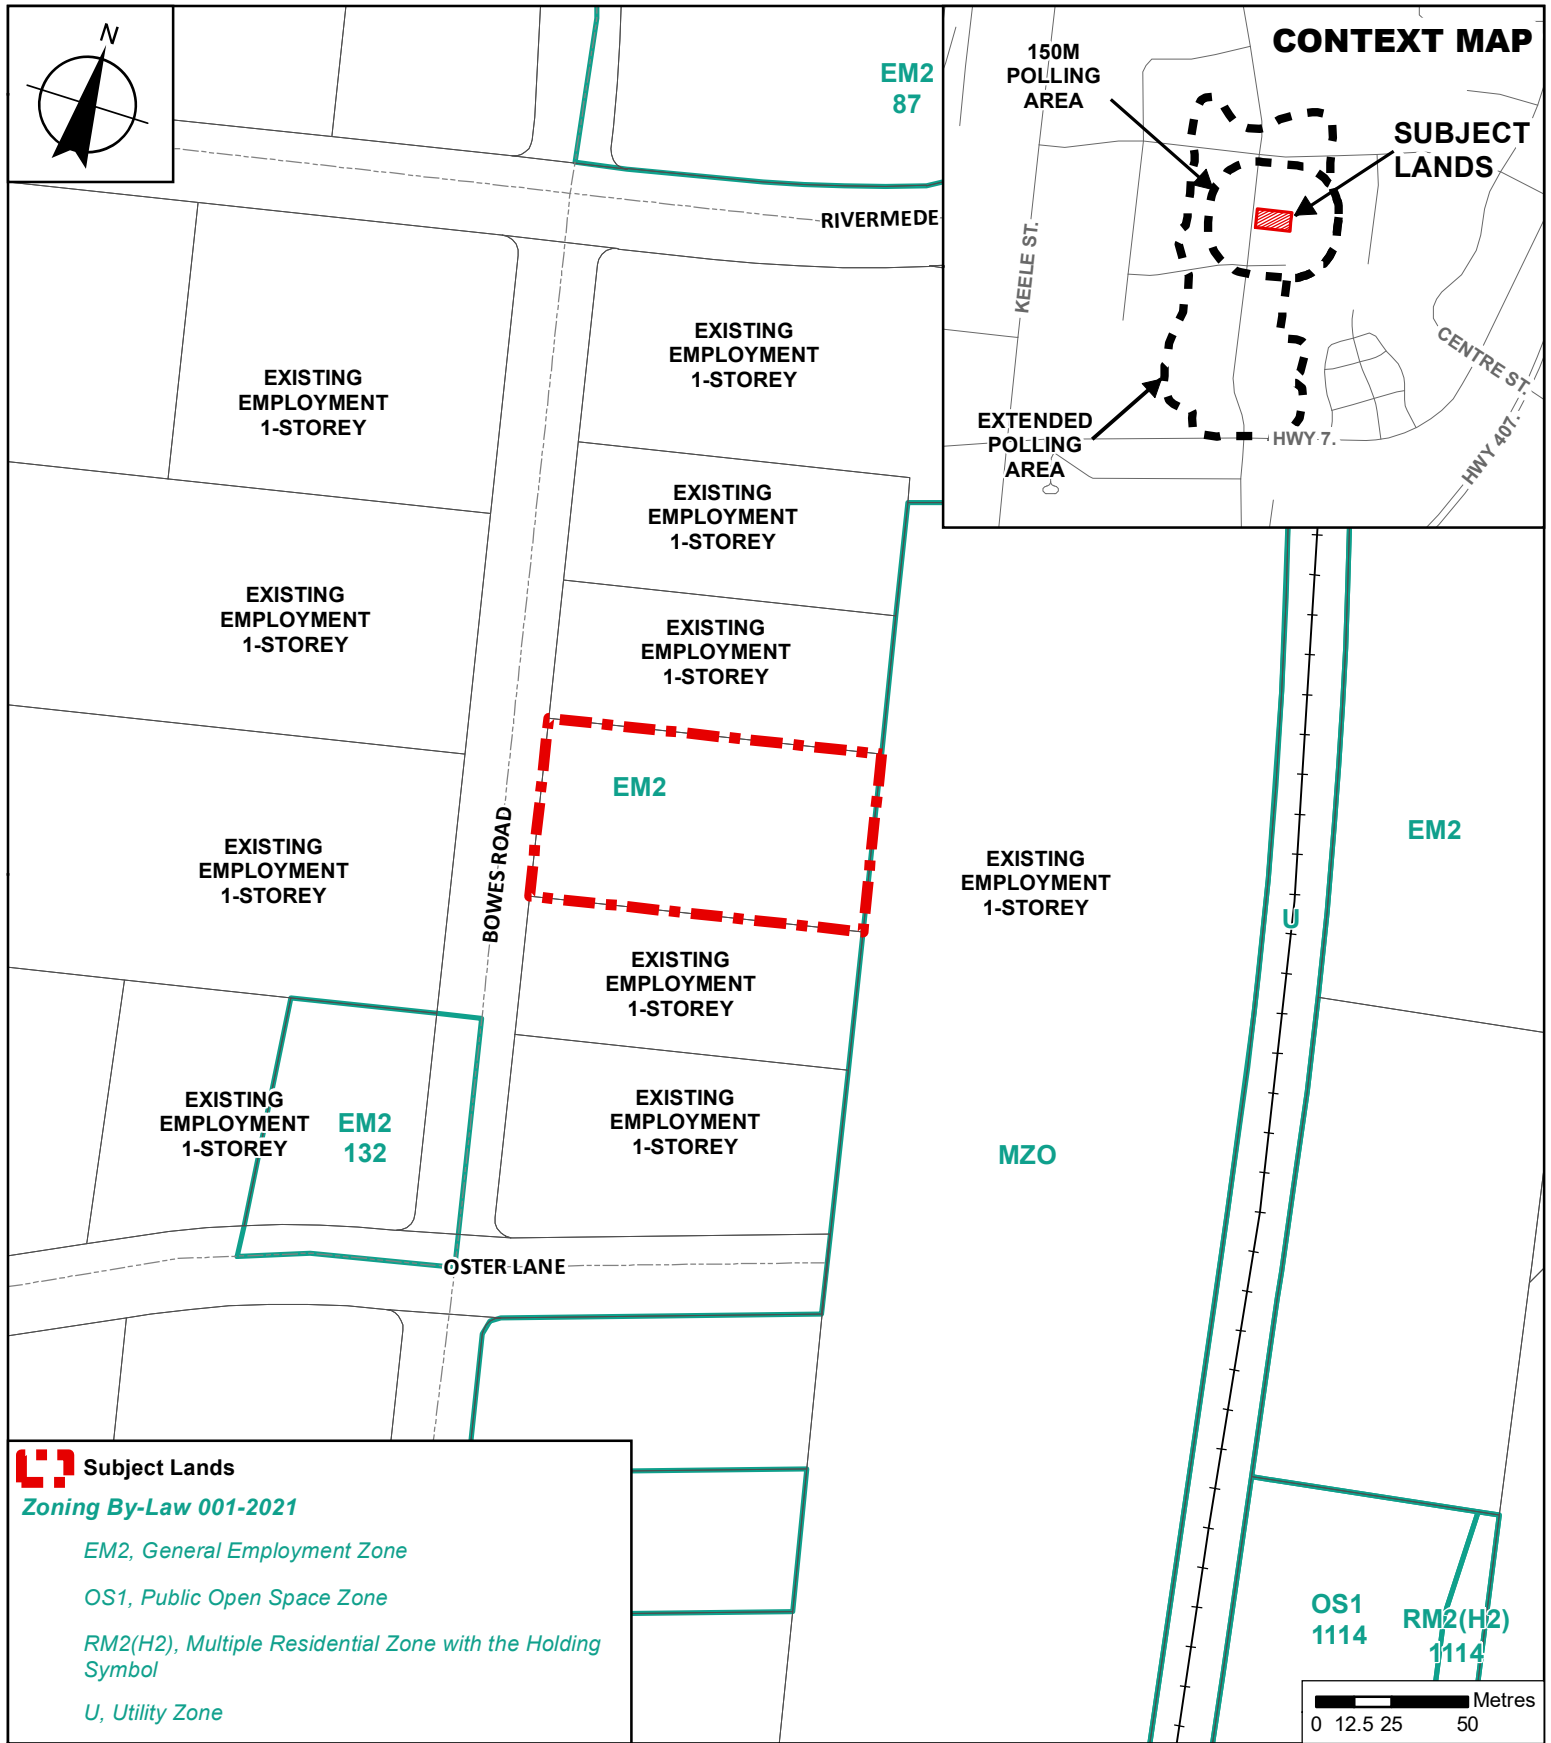 N
EM2
87
RIVERMEDE
CONTEXT MAP
150M
POLLING
AREA
SUBJECT
LANDS
KEELE ST.
CENTRE ST.
HWY 407.
HWY 7.
EXTENDED
POLLING
AREA
EXISTING
EMPLOYMENT
1-STOREY
EXISTING
EMPLOYMENT
1-STOREY
EXISTING
EMPLOYMENT
1-STOREY
EXISTING
EMPLOYMENT
1-STOREY
EXISTING
EMPLOYMENT
1-STOREY
EM2
BOWES ROAD
EXISTING
EMPLOYMENT
1-STOREY
EXISTING
EMPLOYMENT
1-STOREY
EM2
U
EXISTING
EMPLOYMENT
1-STOREY
EXISTING
EMPLOYMENT
1-STOREY
EM2
132
EXISTING
EMPLOYMENT
1-STOREY
MZO
OSTER LANE
Subject Lands
Zoning By-Law 001-2021
EM2, General Employment Zone
OS1, Public Open Space Zone
RM2(H2), Multiple Residential Zone with the Holding
Symbol
U, Utility Zone
OS1
1114
RM2(H2)
1114
Metres
0 12.5 25 50